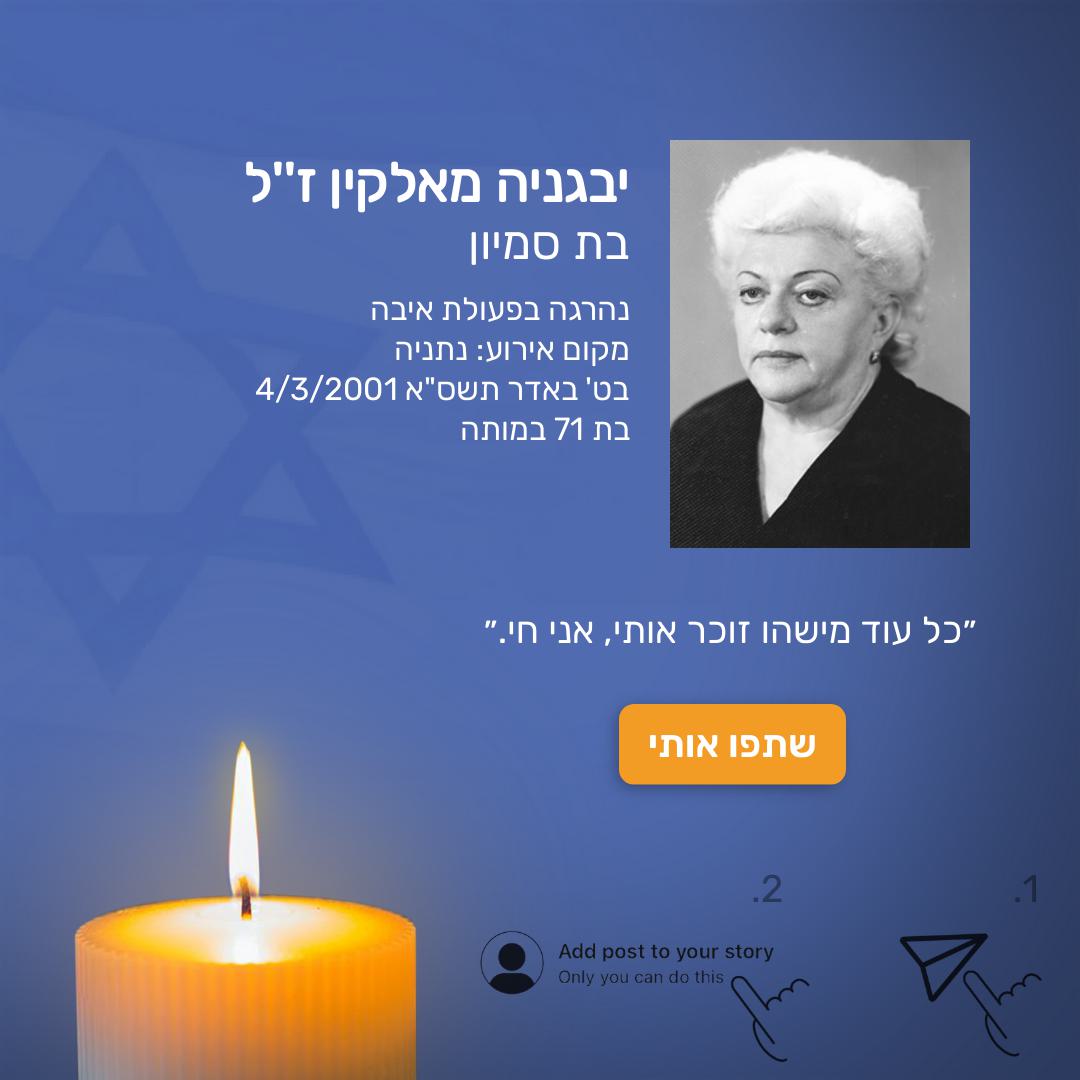 יבגניה מאלקין ז"ל
בת סמיון
נהרגה בפעולת איבה
מקום אירוע: נתניה
בט' באדר תשס"א 4/3/2001
בת 71 במותה
״כל עוד מישהו זוכר אותי, אני חי.״
שתפו אותי
1.
2.
Add post to your story
Only you can do this